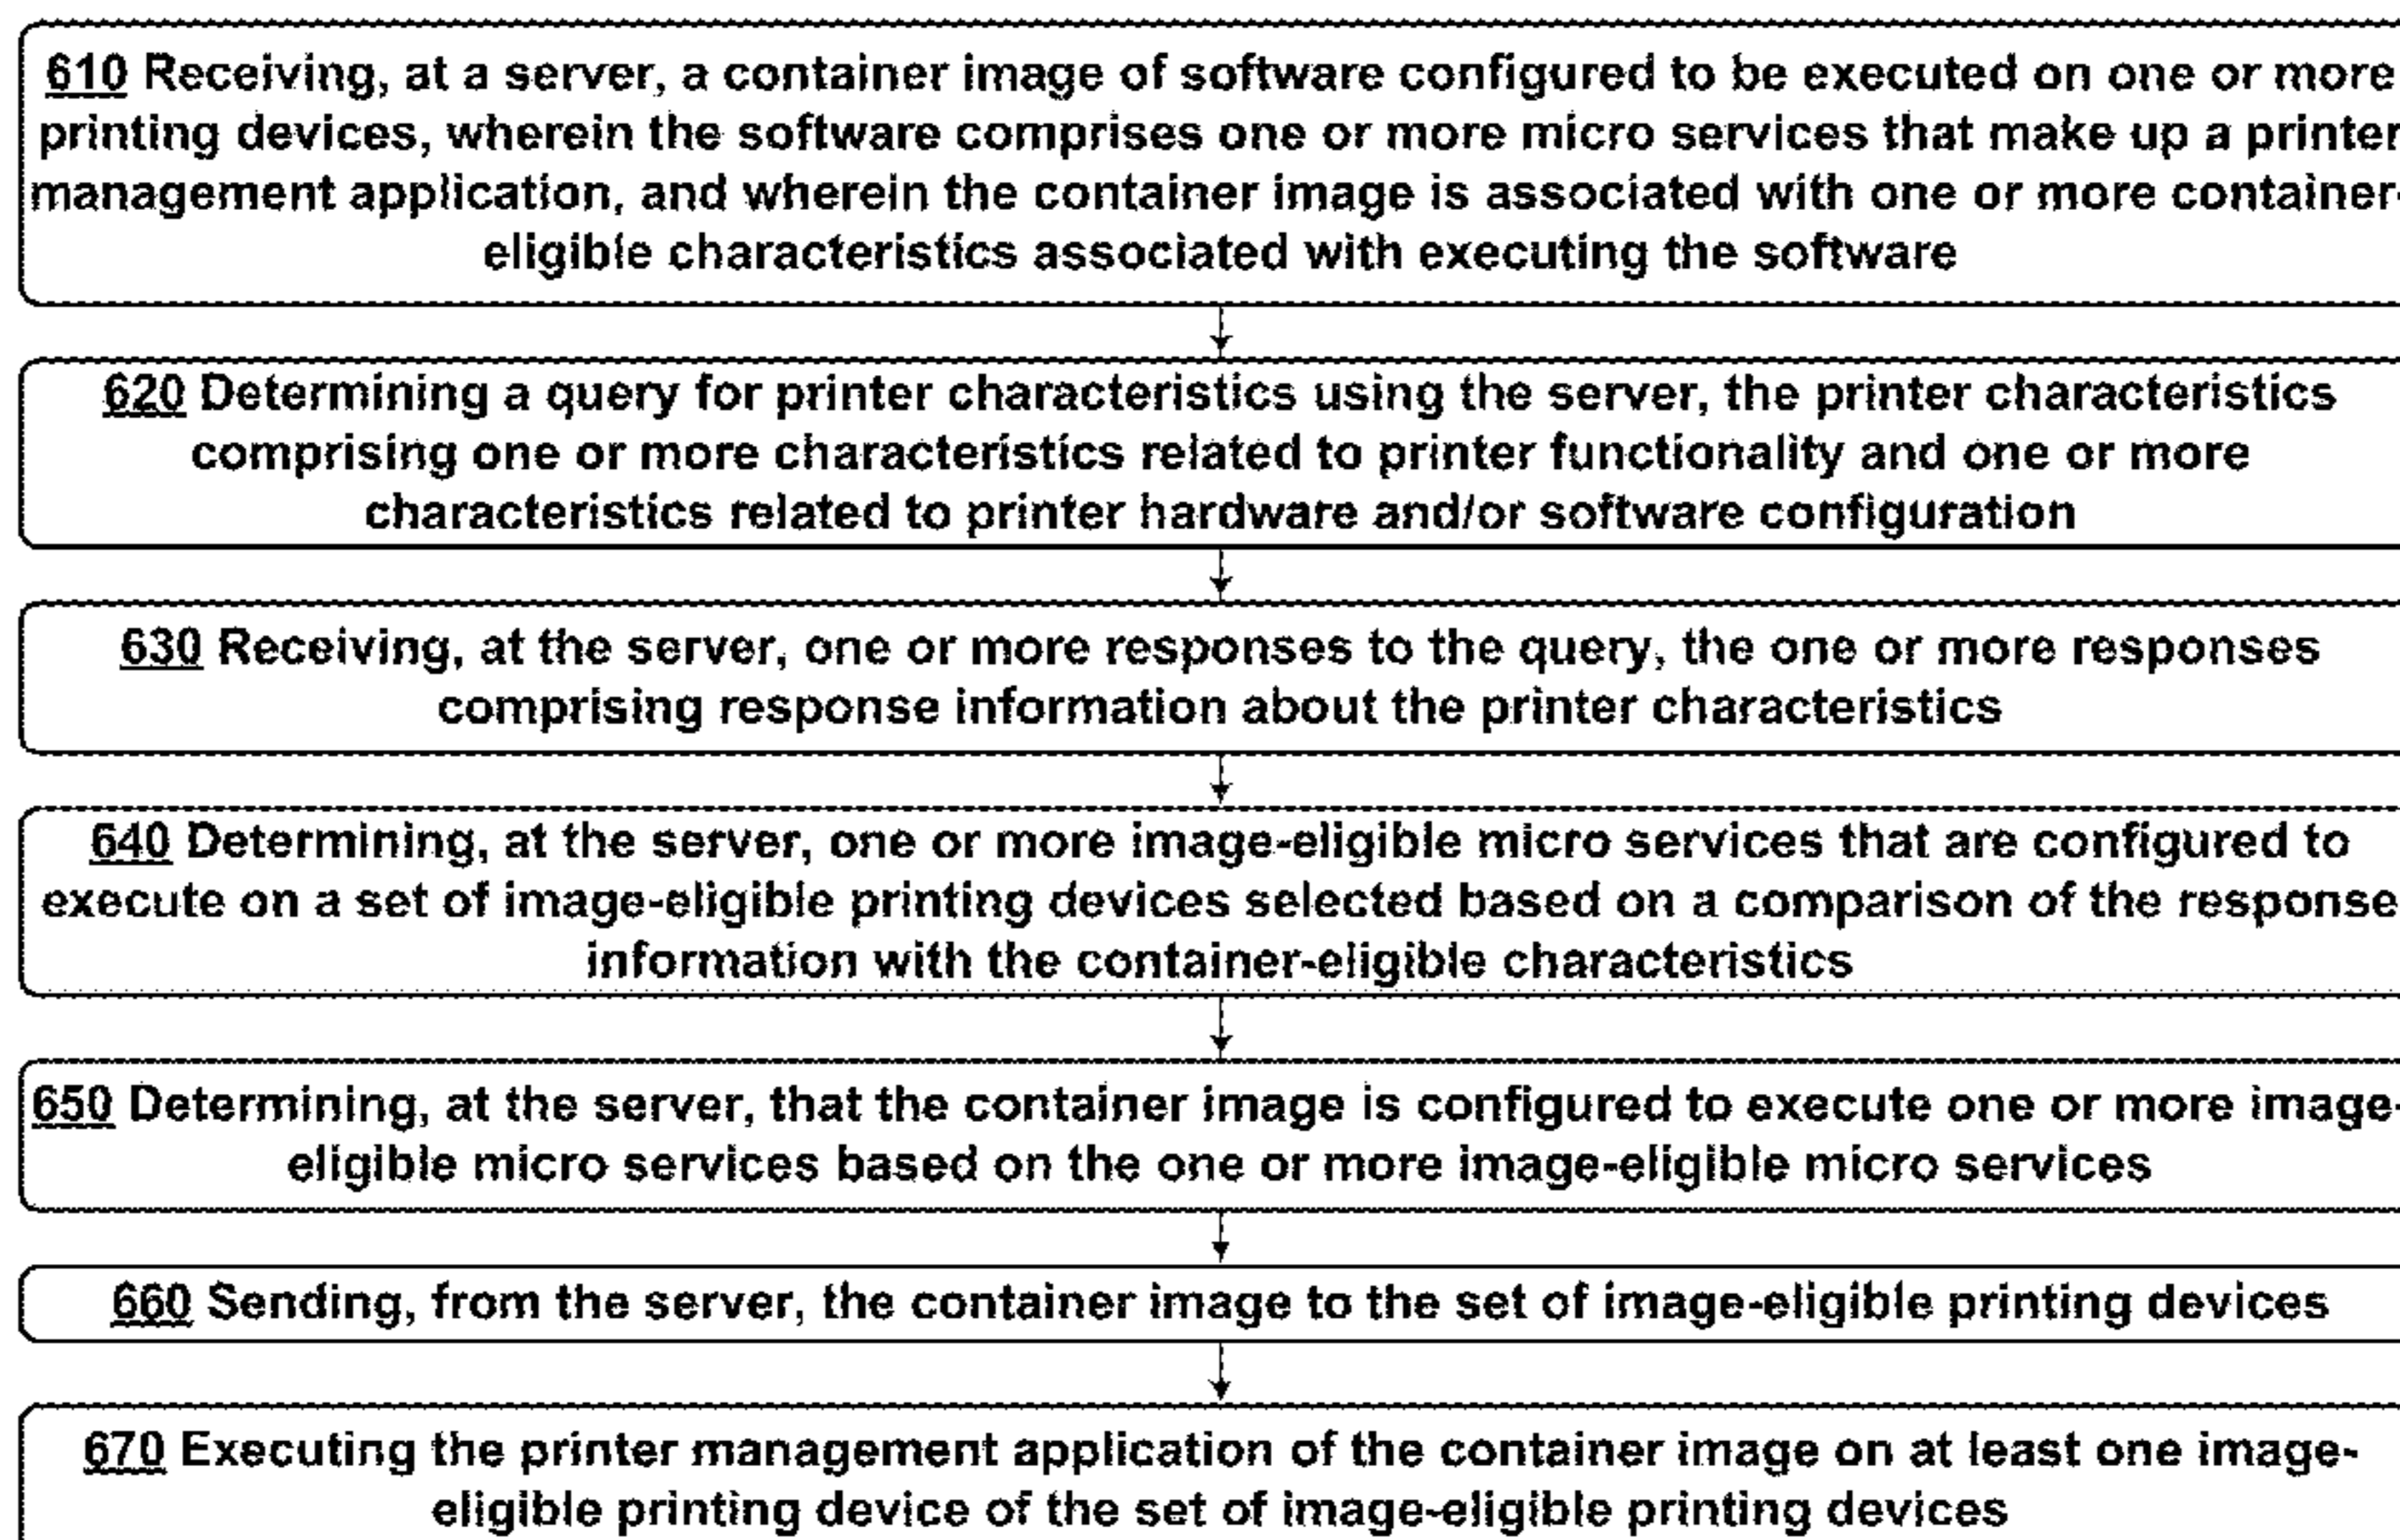 610 Receiving, at a server, a container image of software configured to be executed on one or more
printing devices, wherein the software comprises one or more micro services that make up a printer
management application, and wherein the container image is associated with one or more container-
eligible characteristics associated with executing the software
620 Determining a query for printer characteristics using the server, the printer characteristics
comprising one or more characteristics related to printer functionality and one or more
characteristics related to printer hardware and/or software configuration
630 Receiving, at the server, one or more responses to the query, the one or more responses
comprising response information about the printer characteristics
640 Determining, at the server, one or more image-eligible micro services that are configured to
execute on a set of image-eligible printing devices selected based on a comparison of the response
information with the container-eligible characteristics
650 Determining, at the server, that the container image is configured to execute one or more image-
eligible micro services based on the one or more image-eligible micro services
660 Sending, from the server, the container image to the set of image-eligible printing devices
670 Executing the printer management application of the container image on at least one image-
eligible printing device of the set of image-eligible printing devices